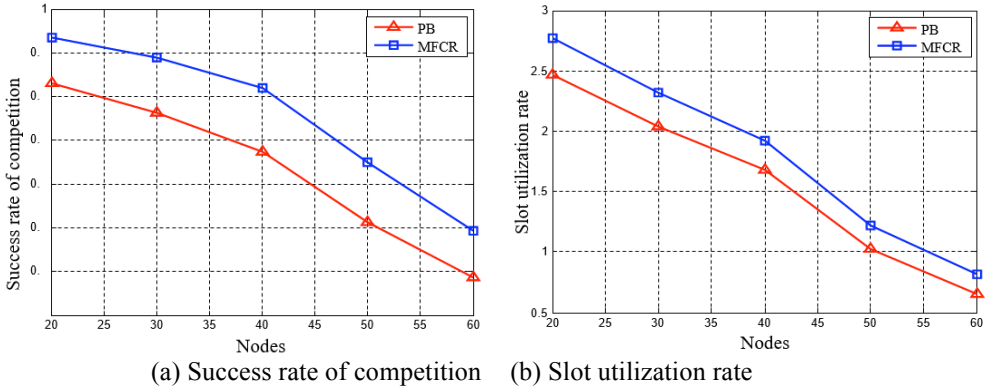 1
0.
0.
0.
0.
0.
0.
20 25 30 35 40 45 50 55 60
Success rate of competition
Nodes
PB
MFCR
3
2.5
2
1.5
1
0.5
20 25 30 35 40 45 50 55 60
Slot utilization rate
Nodes
PB
MFCR
(a) Success rate of competition (b) Slot utilization rate